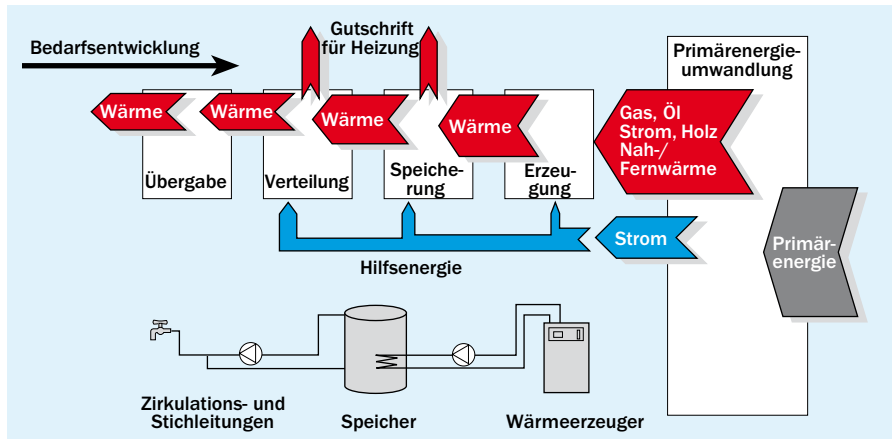 Bedarfsentwicklung
Gutschrift
für Heizung
Primärenergie-
umwandlung
Wärme
Wärme
Wärme
Wärme
Gas, Öl
Strom, Holz
Nah-/
Fernwärme
Übergabe
Verteilung
Speiche-
rung
Erzeu-
gung
Strom
Primär-
energie
Hilfsenergie
Zirkulations- und
Stichleitungen
Speicher
Wärmeerzeuger